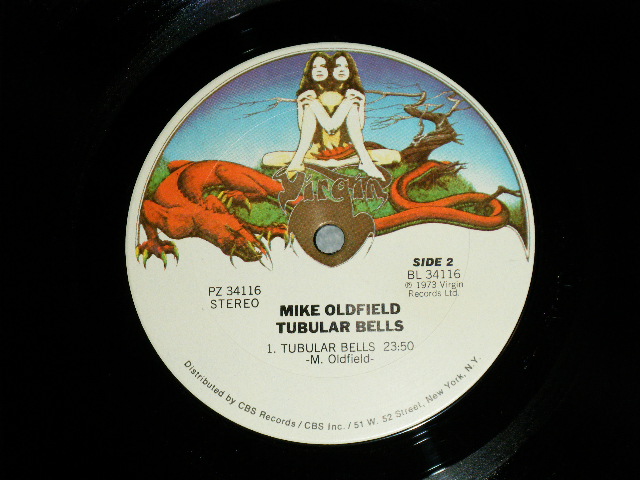 Virgin
SIDE 2
PZ 34116
STEREO
BL 34116
℗ 1973 Virgin
Records Ltd.
MIKE OLDFIELD
TUBULAR BELLS
1. TUBULAR BELLS 23:50
-M. Oldfield-
Distributed by CBS Records / CBS Inc. / 51 W. 52 Street, New York, N.Y.